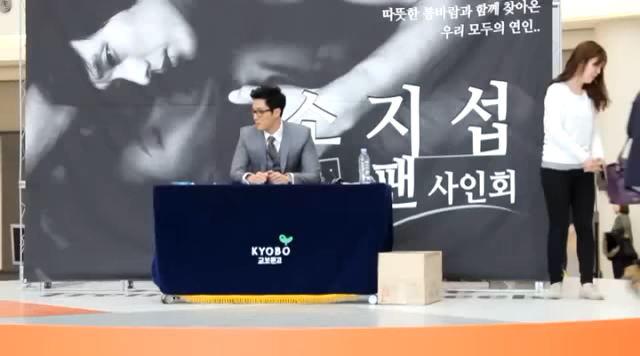 따뜻한 봄바람과 함께 찾아온
우리 모두의 연인..
소지섭
팬 사인회
KYOBO
교보문고